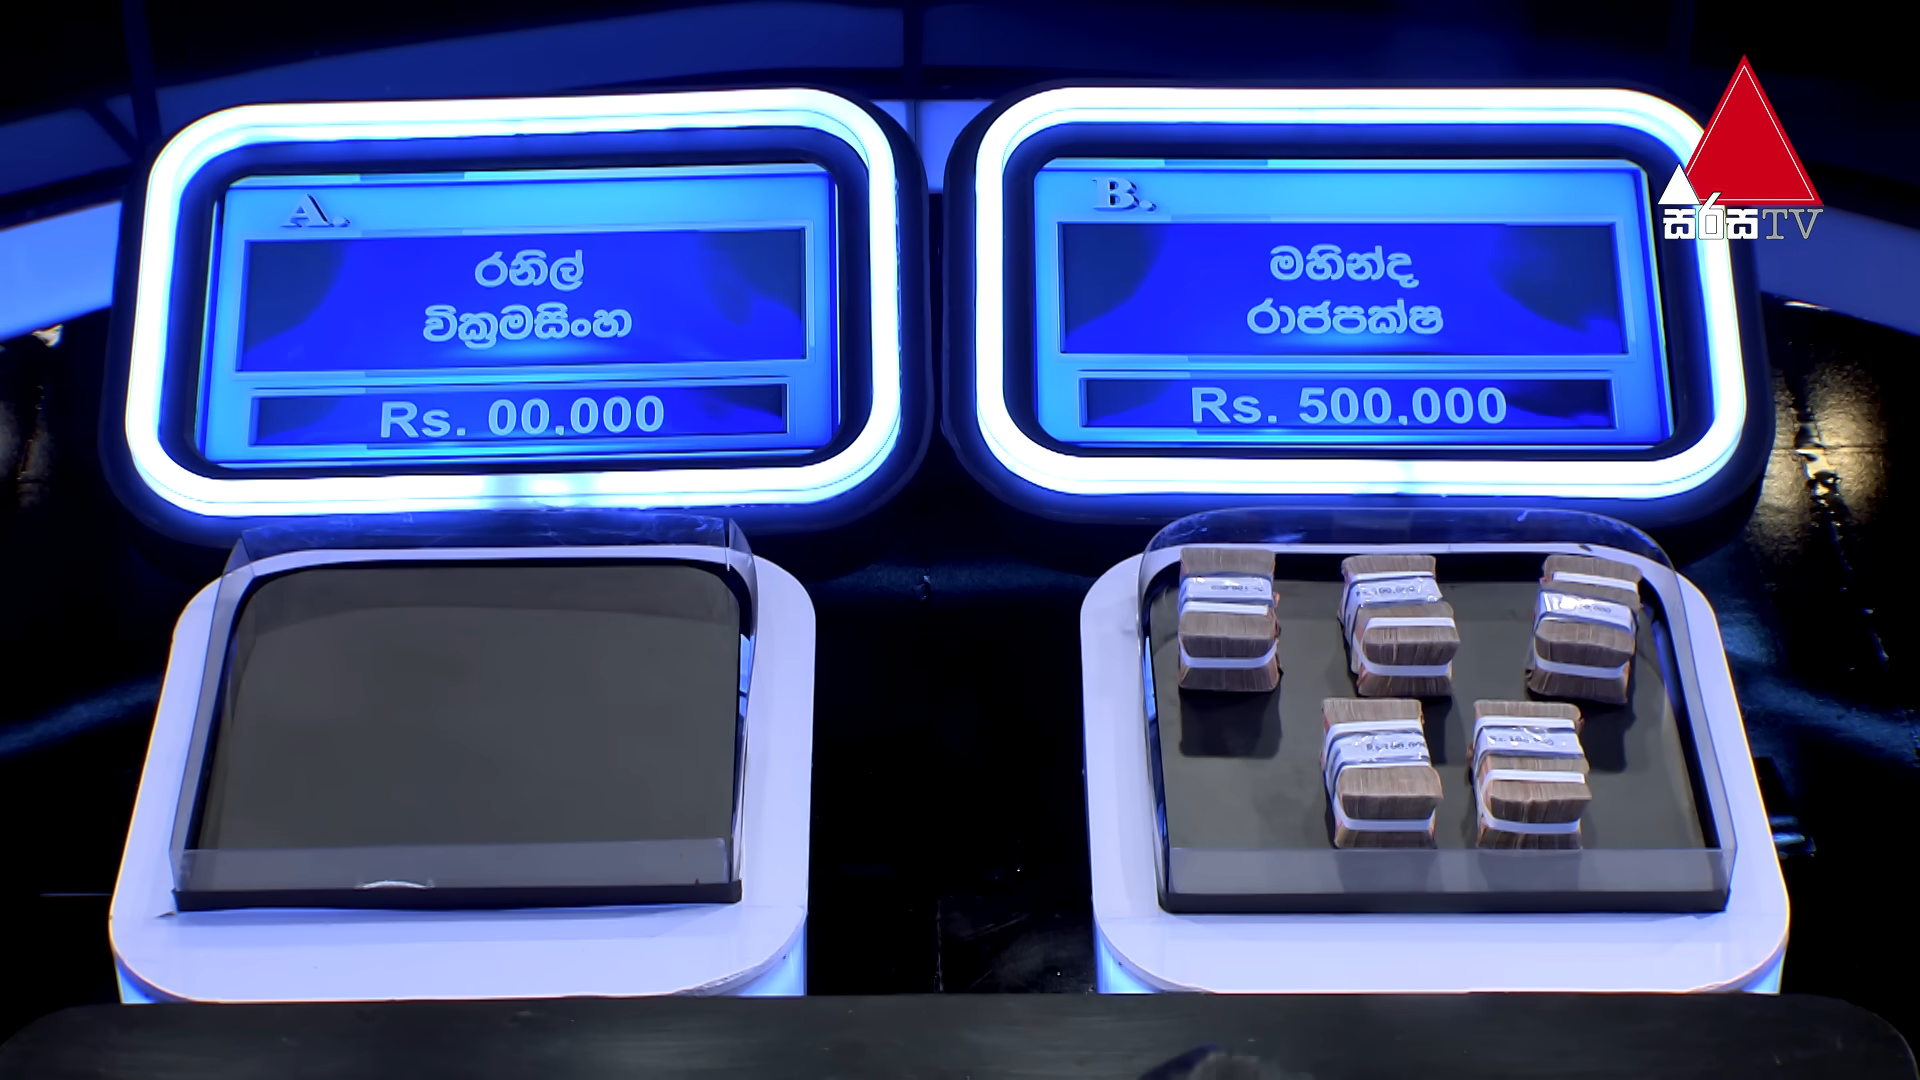 A.
රනිල්
වික්‍රමසිංහ
Rs. 00,000
B.
මහින්ද
රාජපක්ෂ
Rs. 500,000
සිරස TV